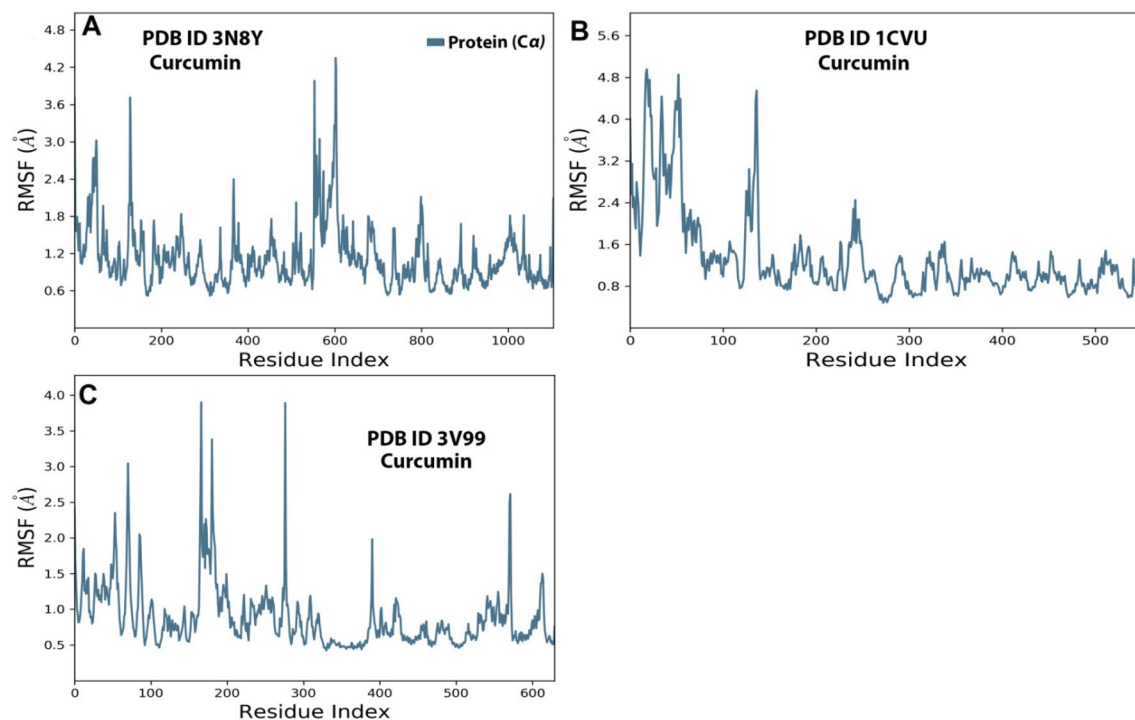 A
PDB ID 3N8Y
Curcumin
Protein (Cα)
RMSF (Å)
4.8
4.2
3.6
3.0
2.4
1.8
1.2
0.6
0 200 400 600 800 1000
Residue Index
B
PDB ID 1CVU
Curcumin
RMSF (Å)
5.6
4.8
4.0
3.2
2.4
1.6
0.8
0 100 200 300 400 500
Residue Index
C
PDB ID 3V99
Curcumin
RMSF (Å)
4.0
3.5
3.0
2.5
2.0
1.5
1.0
0.5
0 100 200 300 400 500 600
Residue Index